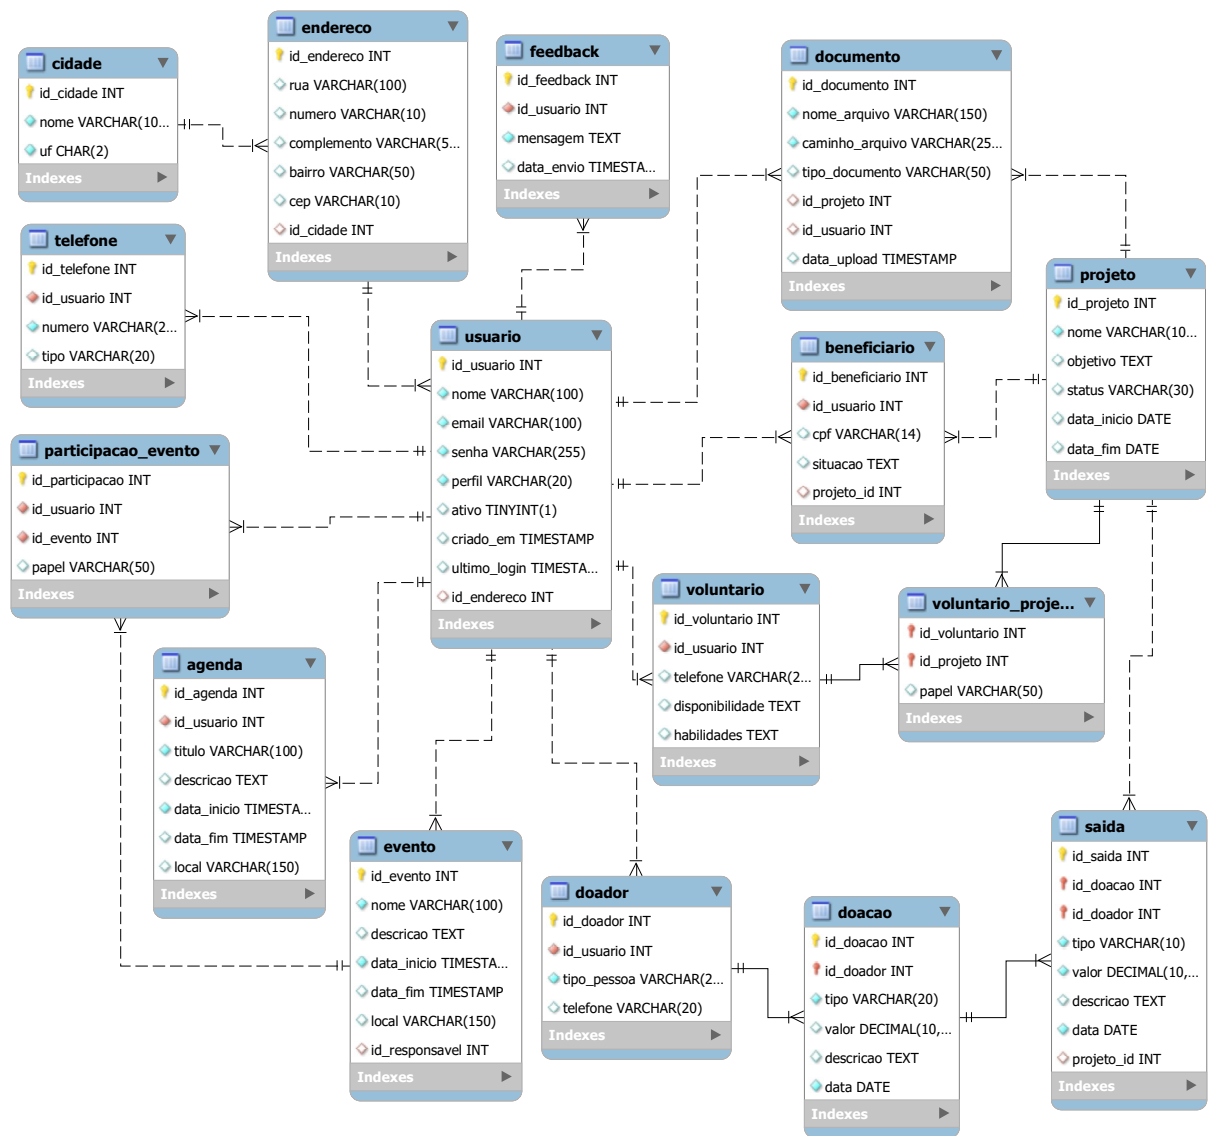 cidade
id_cidade INT
nome VARCHAR(10...
uf CHAR(2)
Indexes
endereco
id_endereco INT
rua VARCHAR(100)
numero VARCHAR(10)
complemento VARCHAR(5...
bairro VARCHAR(50)
cep VARCHAR(10)
id_cidade INT
Indexes
feedback
id_feedback INT
id_usuario INT
mensagem TEXT
data_envio TIMESTA...
Indexes
documento
id_documento INT
nome_arquivo VARCHAR(150)
caminho_arquivo VARCHAR(25...
tipo_documento VARCHAR(50)
id_projeto INT
id_usuario INT
data_upload TIMESTAMP
Indexes
telefone
id_telefone INT
id_usuario INT
numero VARCHAR(2...
tipo VARCHAR(20)
Indexes
usuario
id_usuario INT
nome VARCHAR(100)
email VARCHAR(100)
senha VARCHAR(255)
perfil VARCHAR(20)
ativo TINYINT(1)
criado_em TIMESTAMP
ultimo_login TIMESTA...
id_endereco INT
Indexes
beneficiario
id_beneficiario INT
id_usuario INT
cpf VARCHAR(14)
situacao TEXT
projeto_id INT
Indexes
projeto
id_projeto INT
nome VARCHAR(10...
objetivo TEXT
status VARCHAR(30)
data_inicio DATE
data_fim DATE
Indexes
participacao_evento
id_participacao INT
id_usuario INT
id_evento INT
papel VARCHAR(50)
Indexes
agenda
id_agenda INT
id_usuario INT
titulo VARCHAR(100)
descricao TEXT
data_inicio TIMESTA...
data_fim TIMESTAMP
local VARCHAR(150)
Indexes
voluntario
id_voluntario INT
id_usuario INT
telefone VARCHAR(2...
disponibilidade TEXT
habilidades TEXT
Indexes
voluntario_proje...
id_voluntario INT
id_projeto INT
papel VARCHAR(50)
Indexes
evento
id_evento INT
nome VARCHAR(100)
descricao TEXT
data_inicio TIMESTA...
data_fim TIMESTAMP
local VARCHAR(150)
id_responsavel INT
Indexes
doador
id_doador INT
id_usuario INT
tipo_pessoa VARCHAR(2...
telefone VARCHAR(20)
Indexes
doacao
id_doacao INT
id_doador INT
tipo VARCHAR(20)
valor DECIMAL(10,...
descricao TEXT
data DATE
Indexes
saida
id_saida INT
id_doacao INT
id_doador INT
tipo VARCHAR(10)
valor DECIMAL(10,...
descricao TEXT
data DATE
projeto_id INT
Indexes